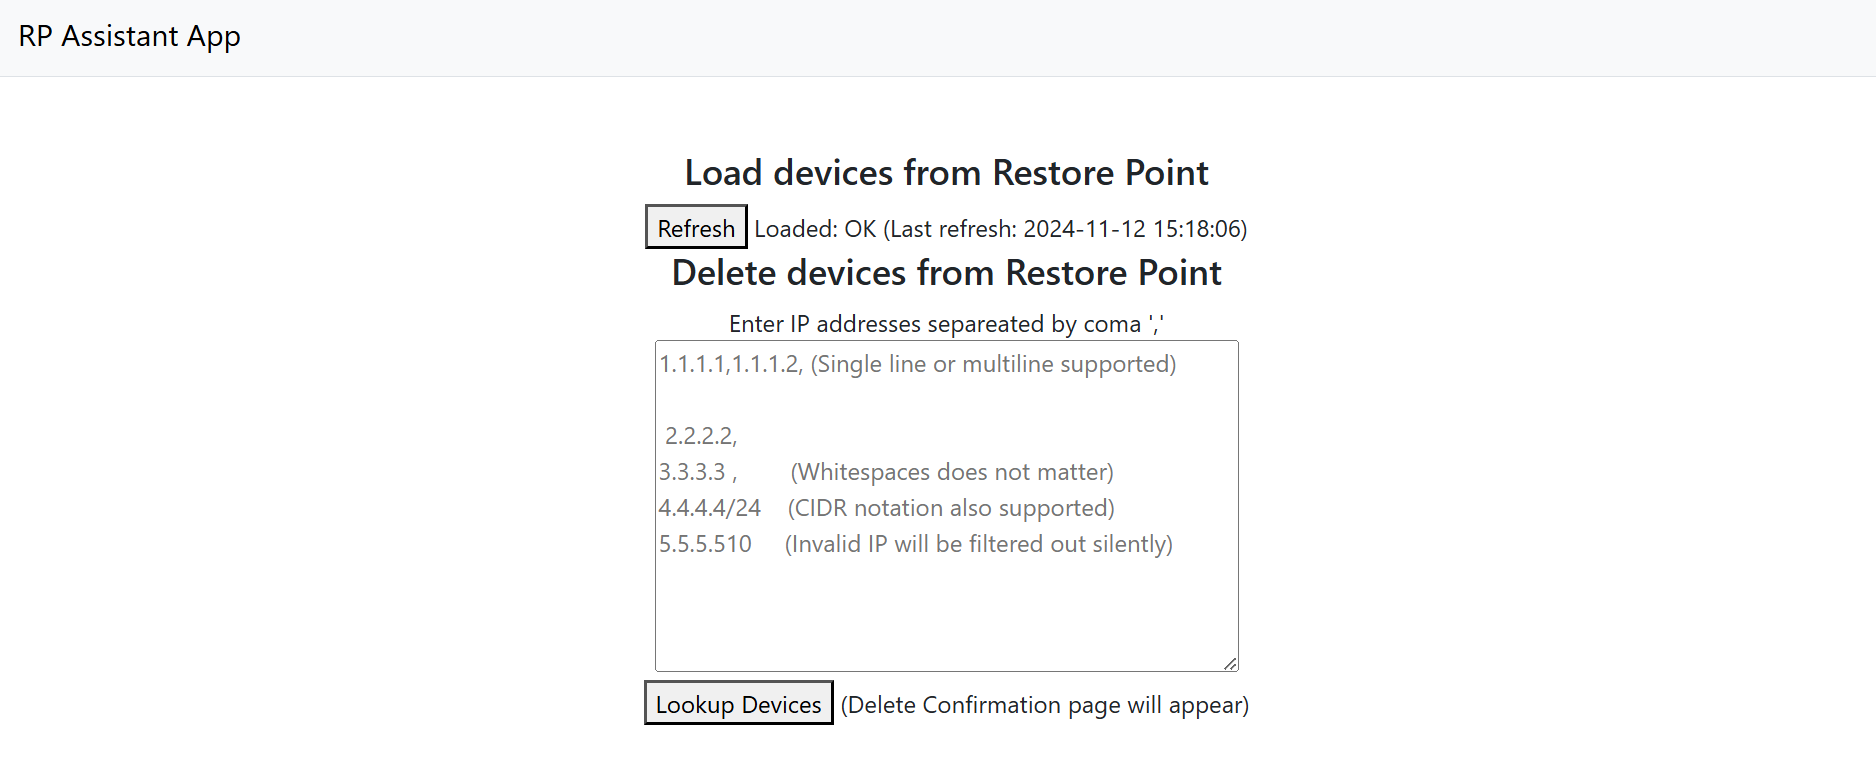 RP Assistant App
Load devices from Restore Point
Refresh Loaded: OK (Last refresh: 2024-11-12 15:18:06)
Delete devices from Restore Point
Enter IP addresses separeated by coma ','
1.1.1.1,1.1.1.2, (Single line or multiline supported)
2.2.2.2,
3.3.3.3 , (Whitespaces does not matter)
4.4.4.4/24 (CIDR notation also supported)
5.5.5.510 (Invalid IP will be filtered out silently)
Lookup Devices (Delete Confirmation page will appear)